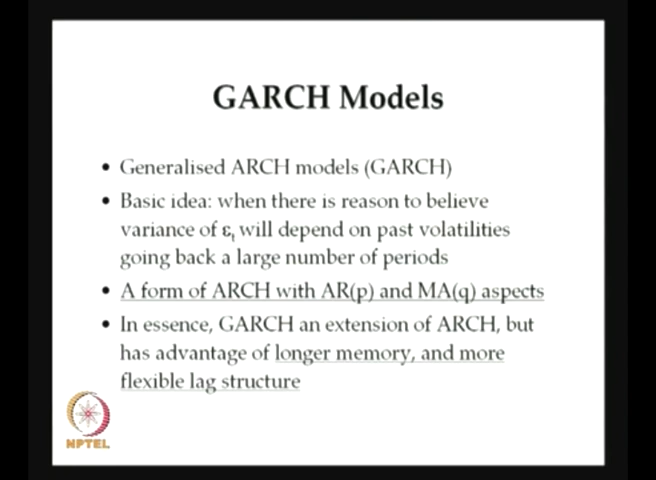 GARCH Models
• Generalised ARCH models (GARCH)
• Basic idea: when there is reason to believe
variance of εt will depend on past volatilities
going back a large number of periods
• A form of ARCH with AR(p) and MA(q) aspects
• In essence, GARCH an extension of ARCH, but
has advantage of longer memory, and more
flexible lag structure
NPTEL